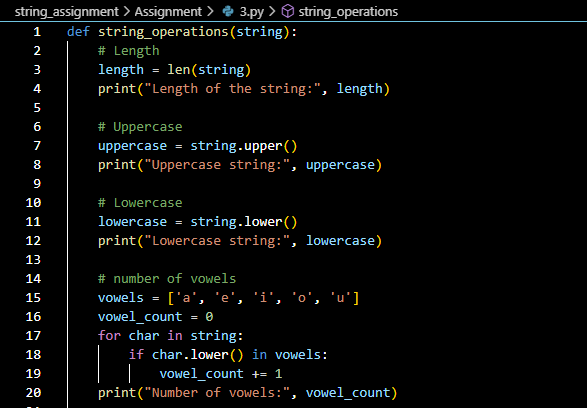 string_assignment > Assignment > 3.py > string_operations
1 def string_operations(string):
2     # Length
3     length = len(string)
4     print("Length of the string:", length)
5
6     # Uppercase
7     uppercase = string.upper()
8     print("Uppercase string:", uppercase)
9
10     # Lowercase
11     lowercase = string.lower()
12     print("Lowercase string:", lowercase)
13
14     # number of vowels
15     vowels = ['a', 'e', 'i', 'o', 'u']
16     vowel_count = 0
17     for char in string:
18         if char.lower() in vowels:
19             vowel_count += 1
20     print("Number of vowels:", vowel_count)